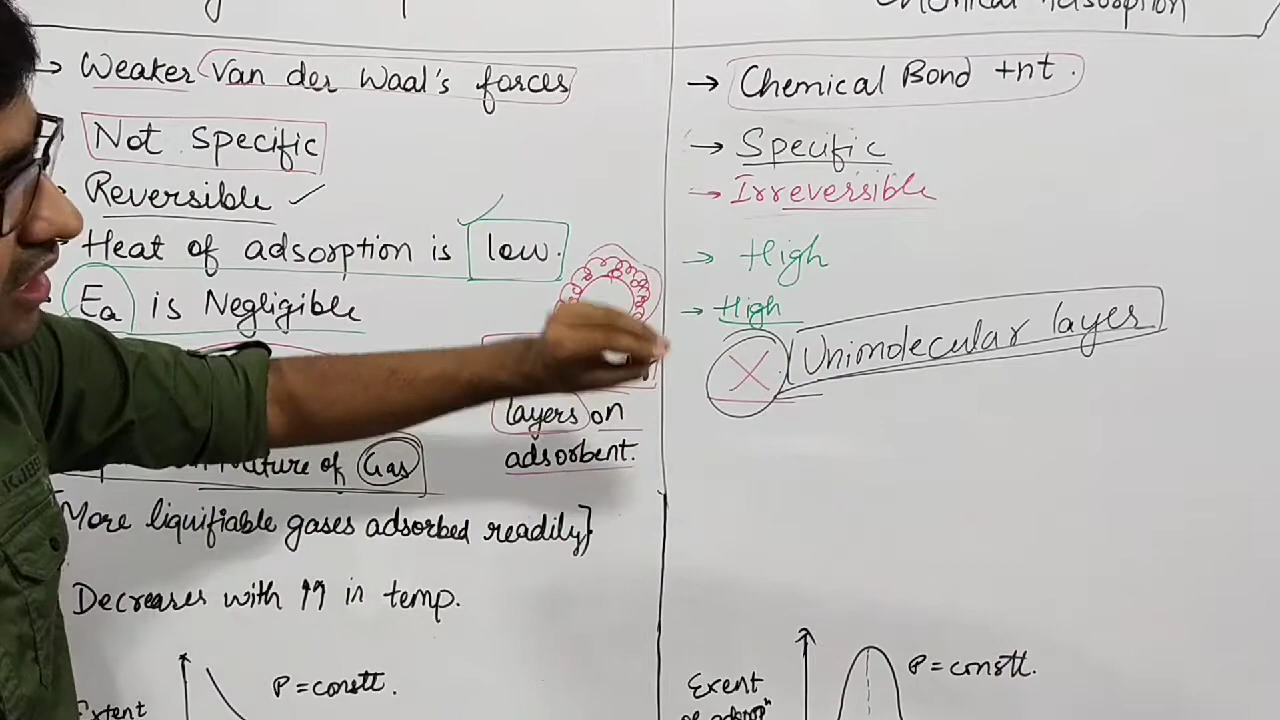 Chemical Adsorption
→ Weaker Van der Waal's forces
Not Specific
Reversible ✓
Heat of adsorption is low.
Ea is Negligible
layers on
adsorbent.
Nature of Gas
{More liquifiable gases adsorbed readily}
Decreases with ↑↑ in temp.
P = constt.
Extent
→ Chemical Bond +nt.
→ Specific
→ Irreversible
→ High
→ High
X Unimolecular layer
P = constt.
Exent
of adsorpⁿ